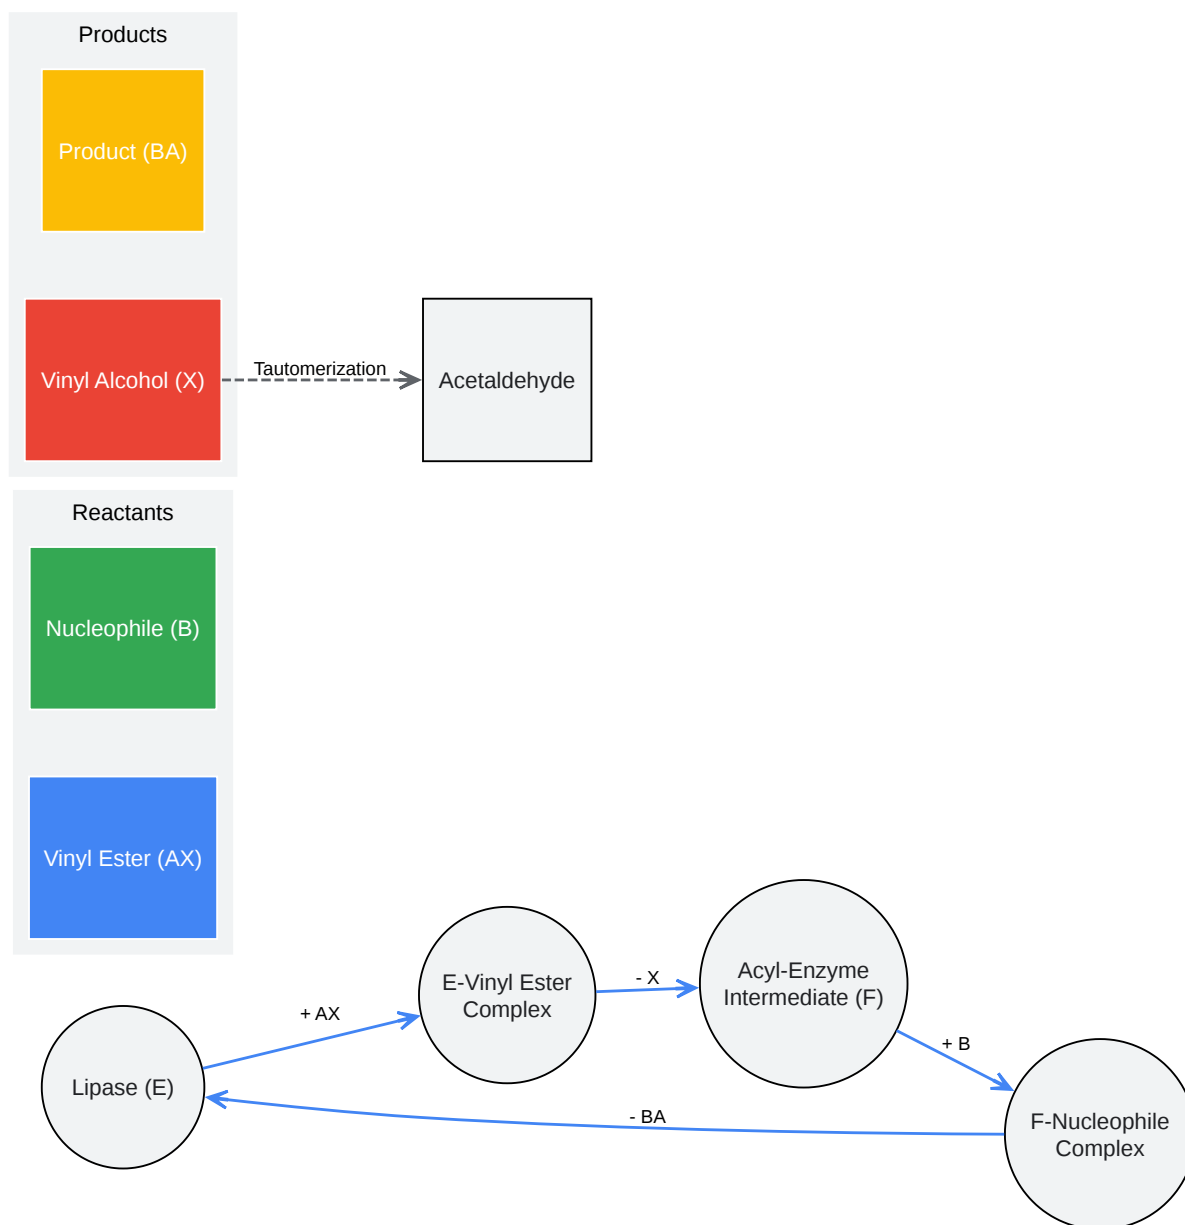 Products
Product (BA)
Vinyl Alcohol (X)
Tautomerization
Acetaldehyde
Reactants
Nucleophile (B)
Vinyl Ester (AX)
Lipase (E)
+ AX
E-Vinyl Ester
Complex
- X
Acyl-Enzyme
Intermediate (F)
+ B
F-Nucleophile
Complex
- BA